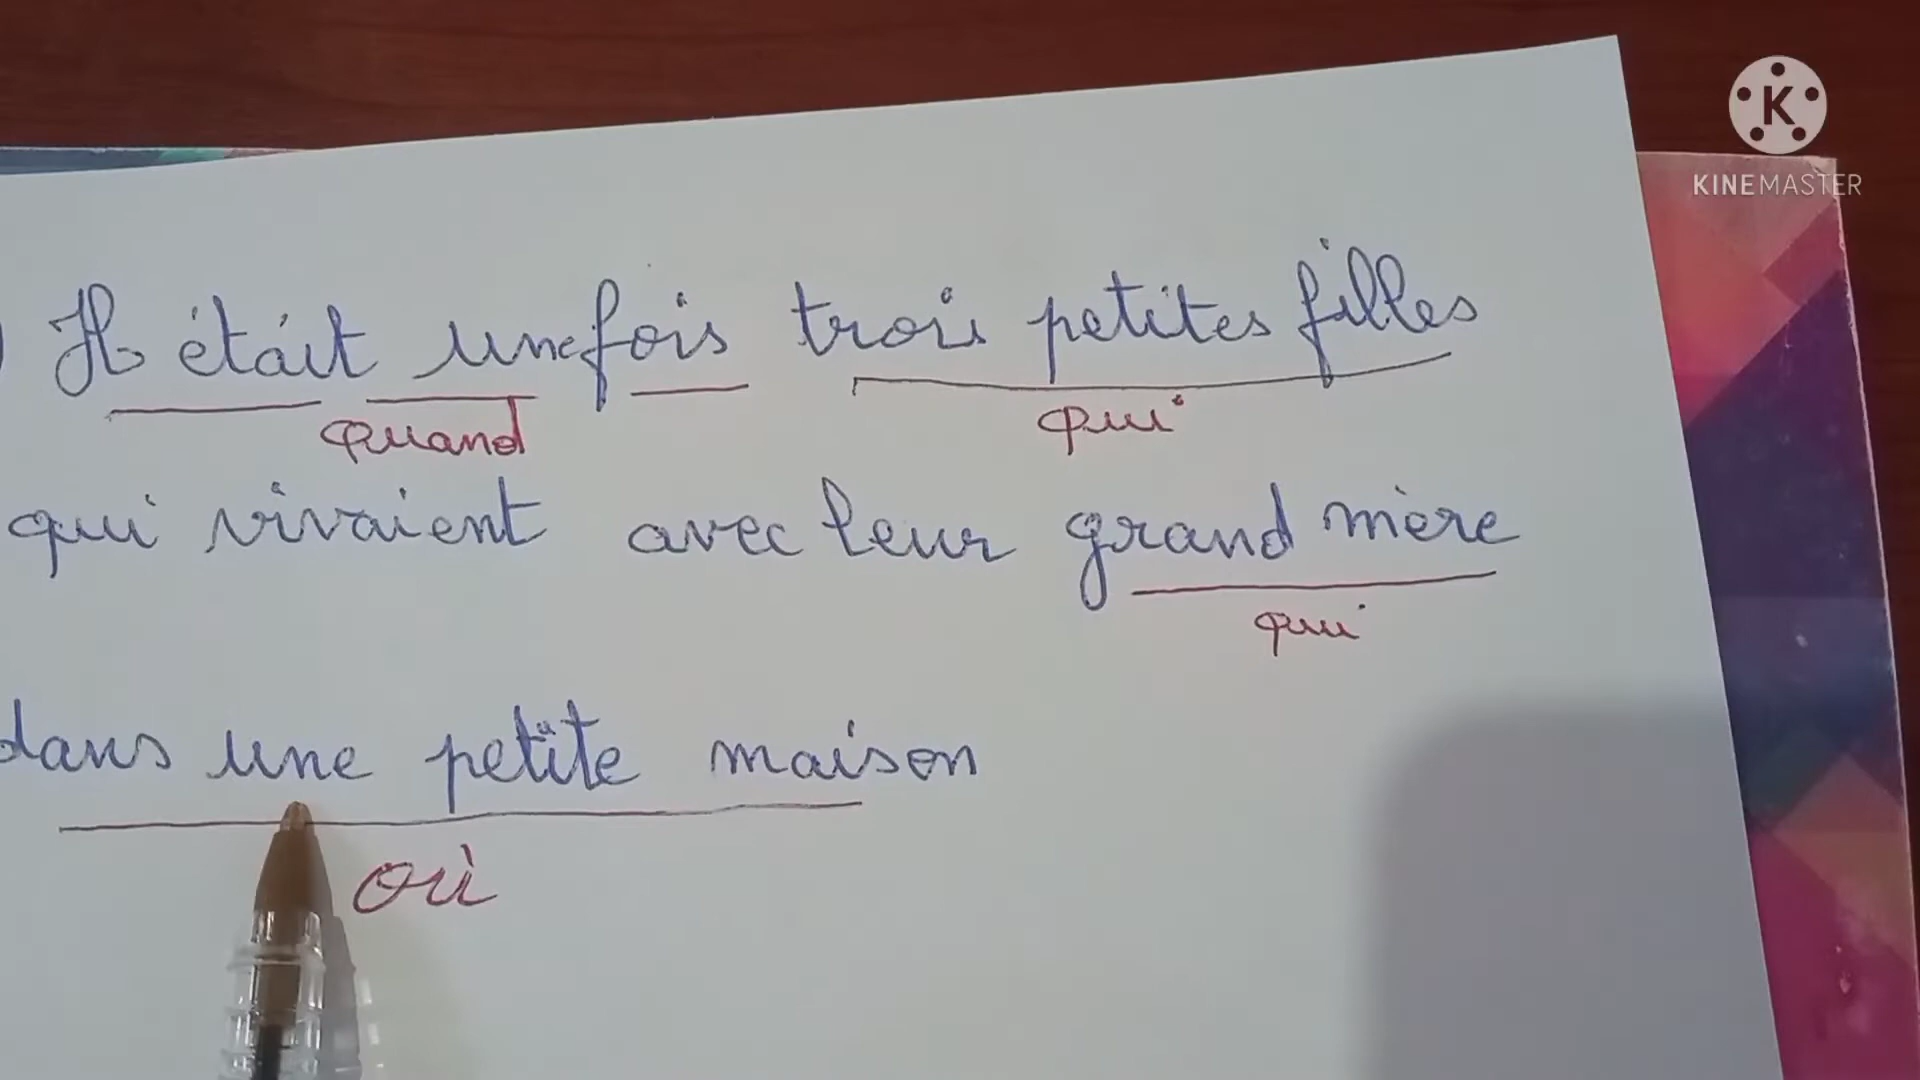 Il était une fois trois petites filles
quand qui
qui vivaient avec leur grand mère
qui
dans une petite maison
où
K
KINEMASTER